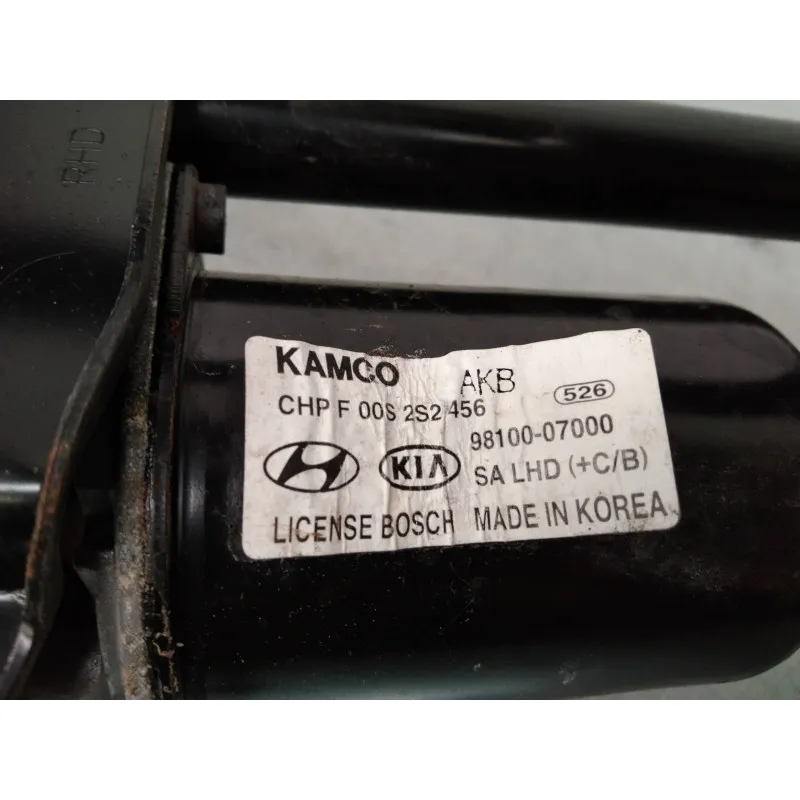 RHD
KAMCO AKB 526
CHP F 00S 2S2 456
98100-07000
KIA SA LHD (+C/B)
LICENSE BOSCH MADE IN KOREA